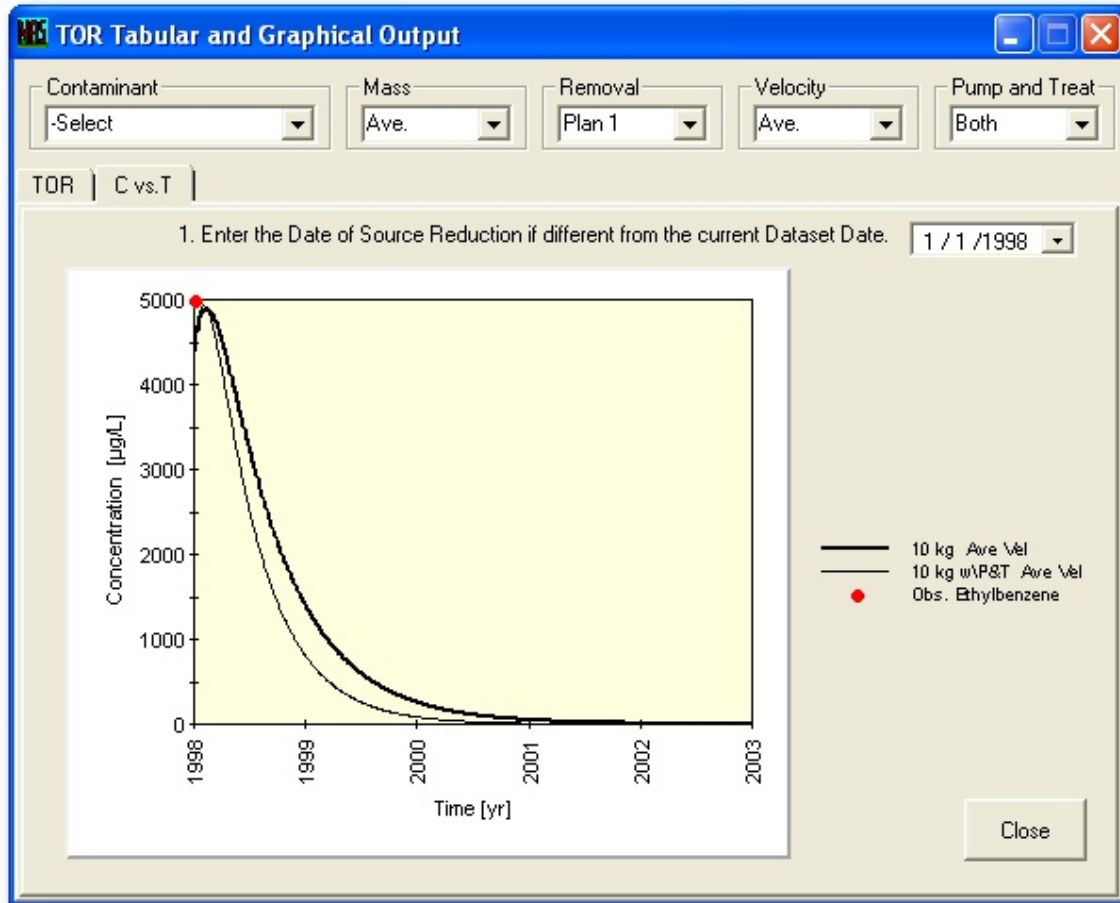 NAS TOR Tabular and Graphical Output
Contaminant Mass Removal Velocity Pump and Treat
-Select Ave. Plan 1 Ave. Both
TOR C vs.T
1. Enter the Date of Source Reduction if different from the current Dataset Date. 1 / 1 /1998
5000
4000
3000
2000
1000
0
Concentration [µg/L]
1998 1999 2000 2001 2002 2003
Time [yr]
10 kg Ave Vel
10 kg w\P&T Ave Vel
Obs. Ethylbenzene
Close